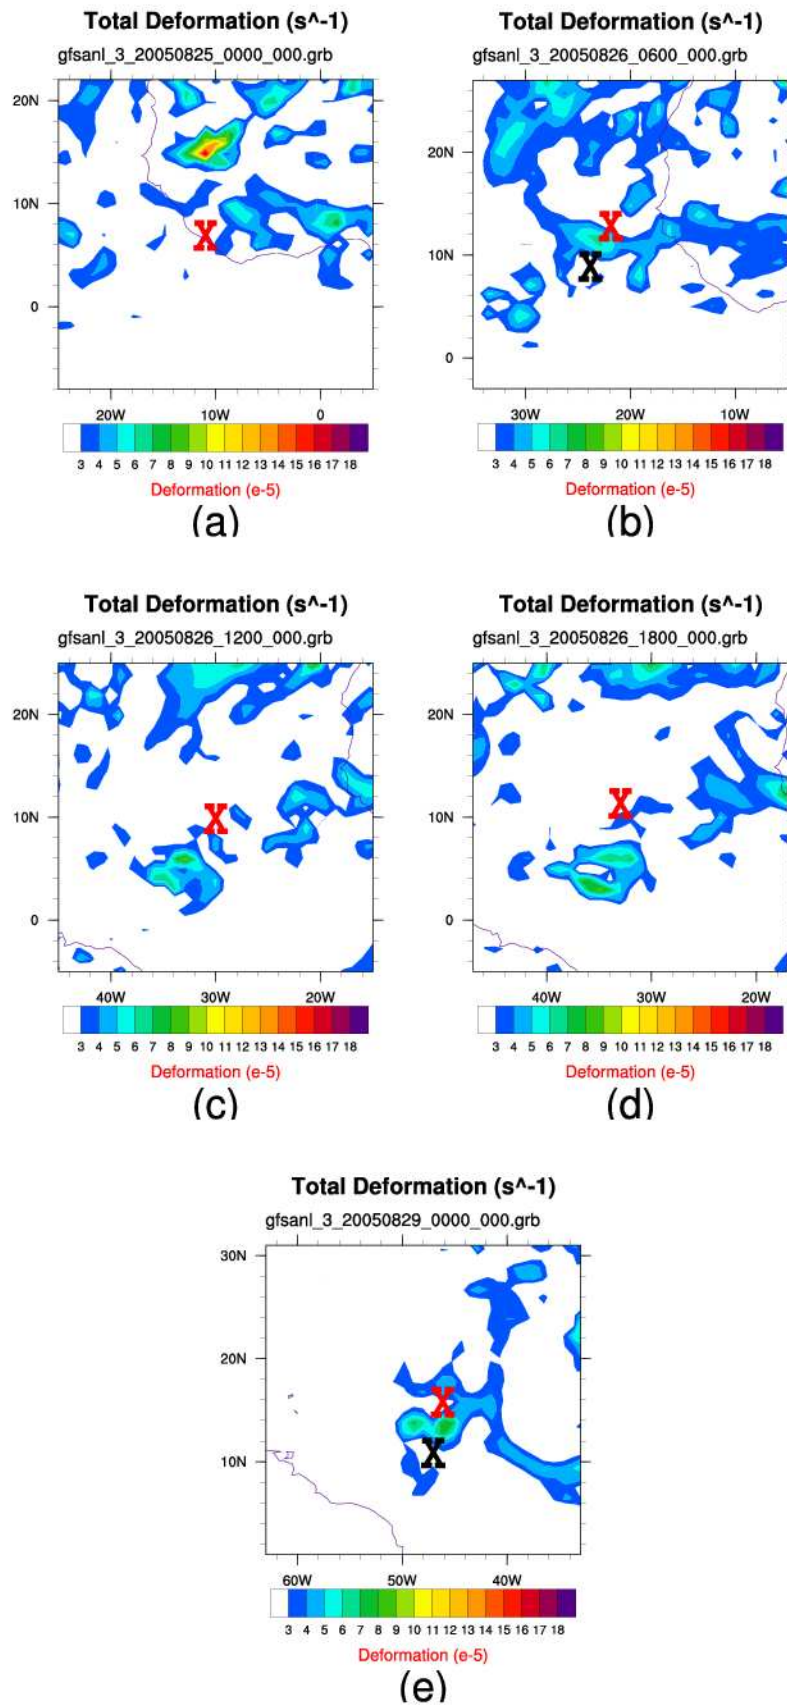 Total Deformation (s^-1)
gfsanl_3_20050825_0000_000.grb
20N
10N
0
X
20W 10W 0
3 4 5 6 7 8 9 10 11 12 13 14 15 16 17 18
Deformation (e-5)
(a)
Total Deformation (s^-1)
gfsanl_3_20050826_0600_000.grb
20N
10N
0
X
X
30W 20W 10W
3 4 5 6 7 8 9 10 11 12 13 14 15 16 17 18
Deformation (e-5)
(b)
Total Deformation (s^-1)
gfsanl_3_20050826_1200_000.grb
20N
10N
0
X
40W 30W 20W
3 4 5 6 7 8 9 10 11 12 13 14 15 16 17 18
Deformation (e-5)
(c)
Total Deformation (s^-1)
gfsanl_3_20050826_1800_000.grb
20N
10N
0
X
40W 30W 20W
3 4 5 6 7 8 9 10 11 12 13 14 15 16 17 18
Deformation (e-5)
(d)
Total Deformation (s^-1)
gfsanl_3_20050829_0000_000.grb
30N
20N
10N
X
X
60W 50W 40W
3 4 5 6 7 8 9 10 11 12 13 14 15 16 17 18
Deformation (e-5)
(e)